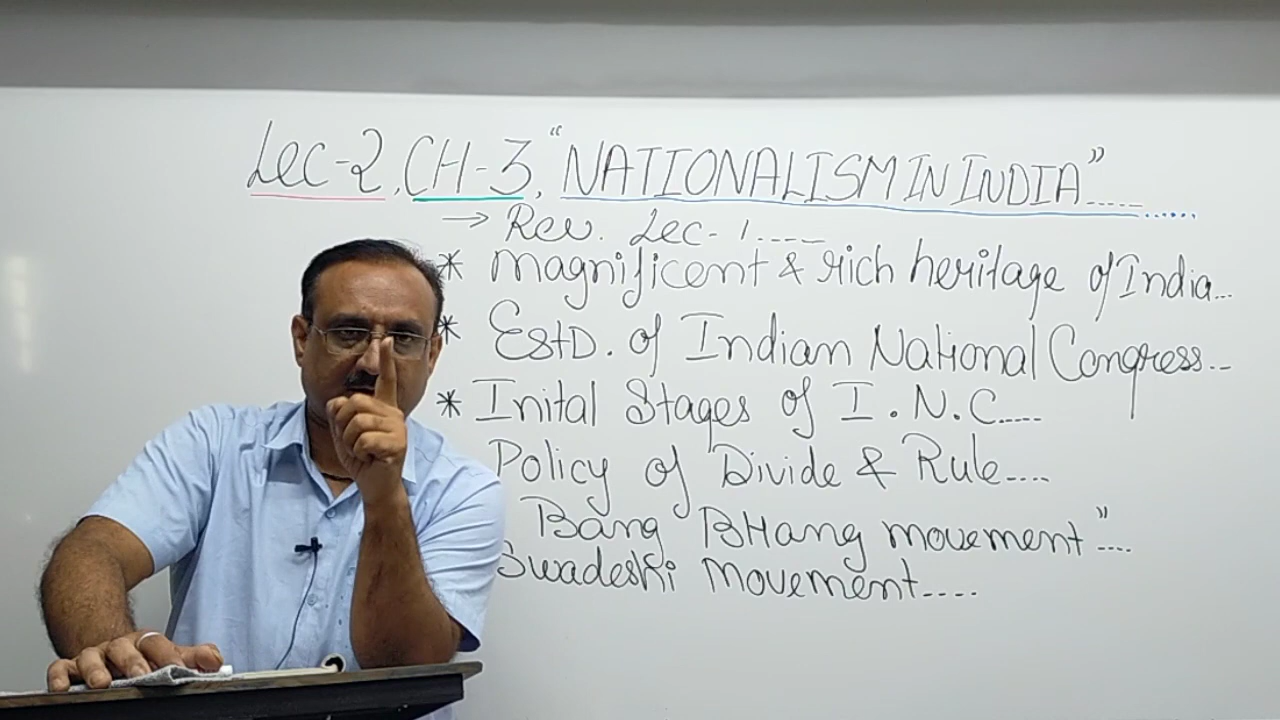 Lec-2, CH-3, "NATIONALISM IN INDIA".....
→ Rev. Lec-1.....
* Magnificent & rich heritage of India...
* EstD. of Indian National Congress...
* Inital Stages of I.N.C.....
Policy of Divide & Rule....
Bang BHang movement"...
Swadeshi Movement....